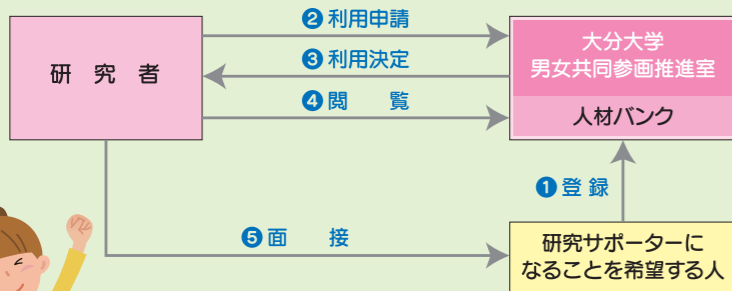 研究者
❷利用申請
❸利用決定
❹閲　　覧
大分大学
男女共同参画推進室
人材バンク
❶登録
❺面　　接
研究サポーターに
なることを希望する人